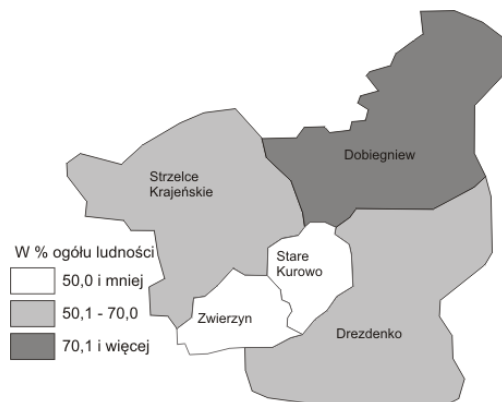 Dobiegniew
Strzelce
Krajeńskie
Stare
Kurowo
Zwierzyn
Drezdenko
W % ogółu ludności
50,0 i mniej
50,1 - 70,0
70,1 i więcej